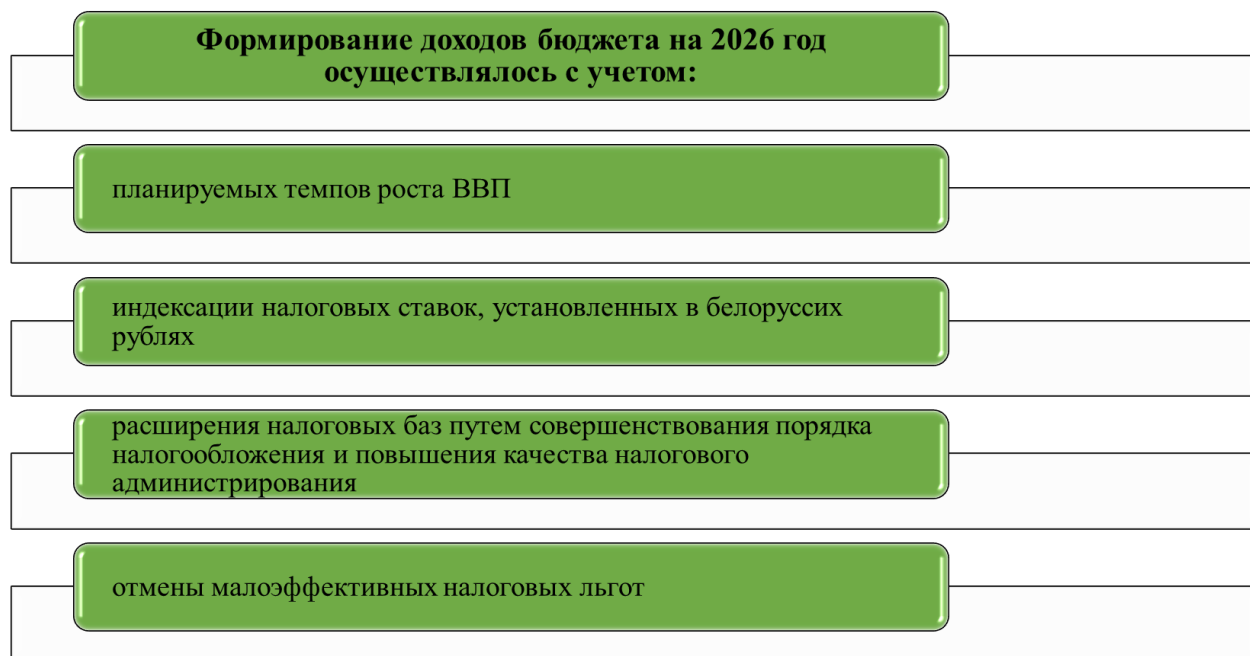 Формирование доходов бюджета на 2026 год
осуществлялось с учетом:
планируемых темпов роста ВВП
индексации налоговых ставок, установленных в белоруссих
рублях
расширения налоговых баз путем совершенствования порядка
налогообложения и повышения качества налогового
администрирования
отмены малоэффективных налоговых льгот